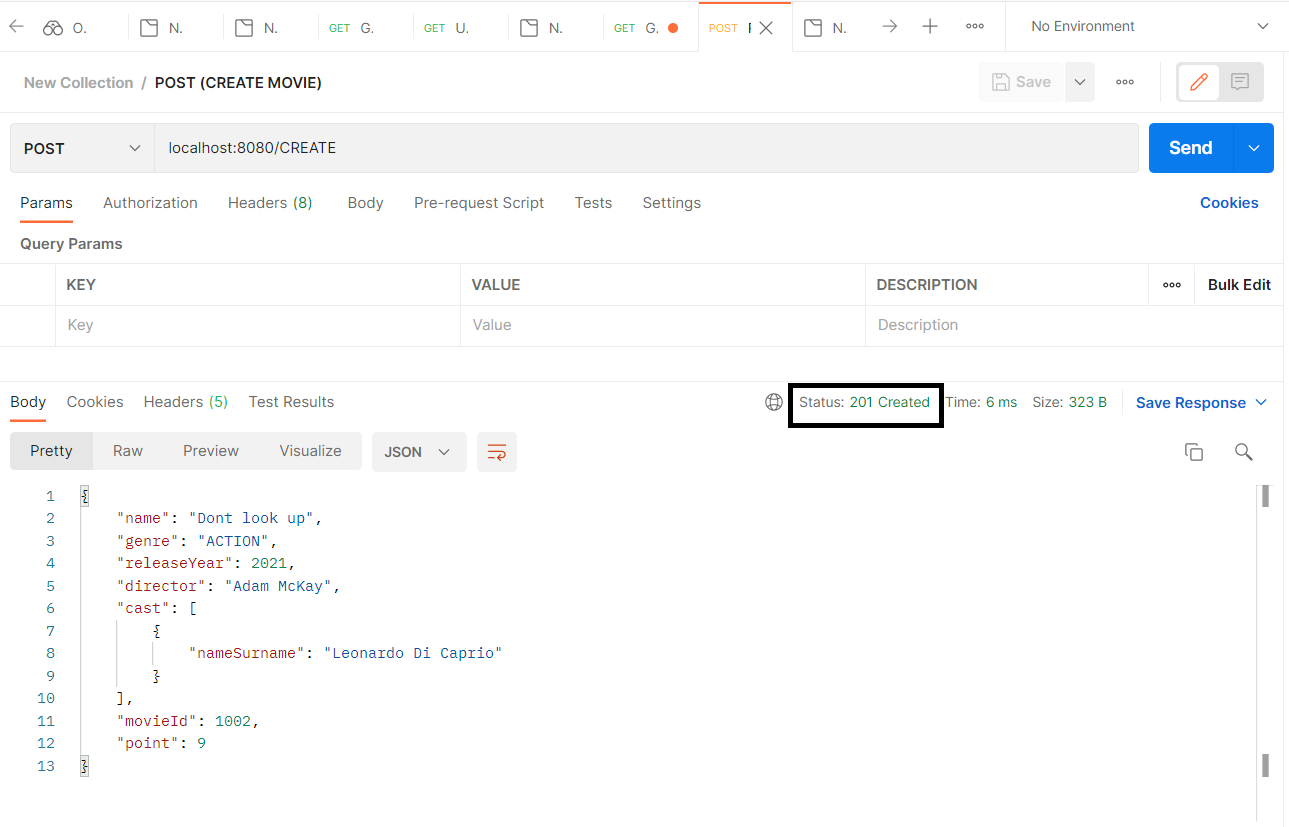 O. N. N. GET G. GET U. N. GET G. POST N. No Environment
New Collection / POST (CREATE MOVIE) Save
POST localhost:8080/CREATE Send
Params Authorization Headers (8) Body Pre-request Script Tests Settings Cookies
Query Params
KEY VALUE DESCRIPTION Bulk Edit
Key Value Description
Body Cookies Headers (5) Test Results Status: 201 Created Time: 6 ms Size: 323 B Save Response
Pretty Raw Preview Visualize JSON
1 {
2 "name": "Dont look up",
3 "genre": "ACTION",
4 "releaseYear": 2021,
5 "director": "Adam McKay",
6 "cast": [
7 {
8 "nameSurname": "Leonardo Di Caprio"
9 }
10 ],
11 "movieId": 1002,
12 "point": 9
13 }